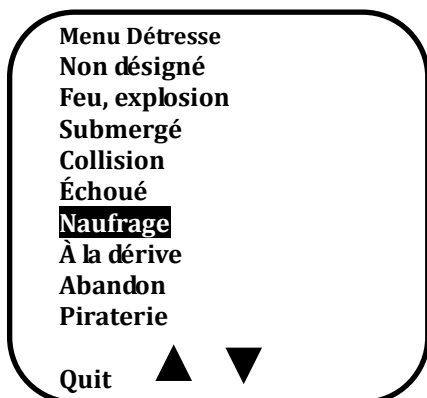 Menu Détresse
Non désigné
Feu, explosion
Submergé
Collision
Échoué
Naufrage
À la dérive
Abandon
Piraterie
Quit